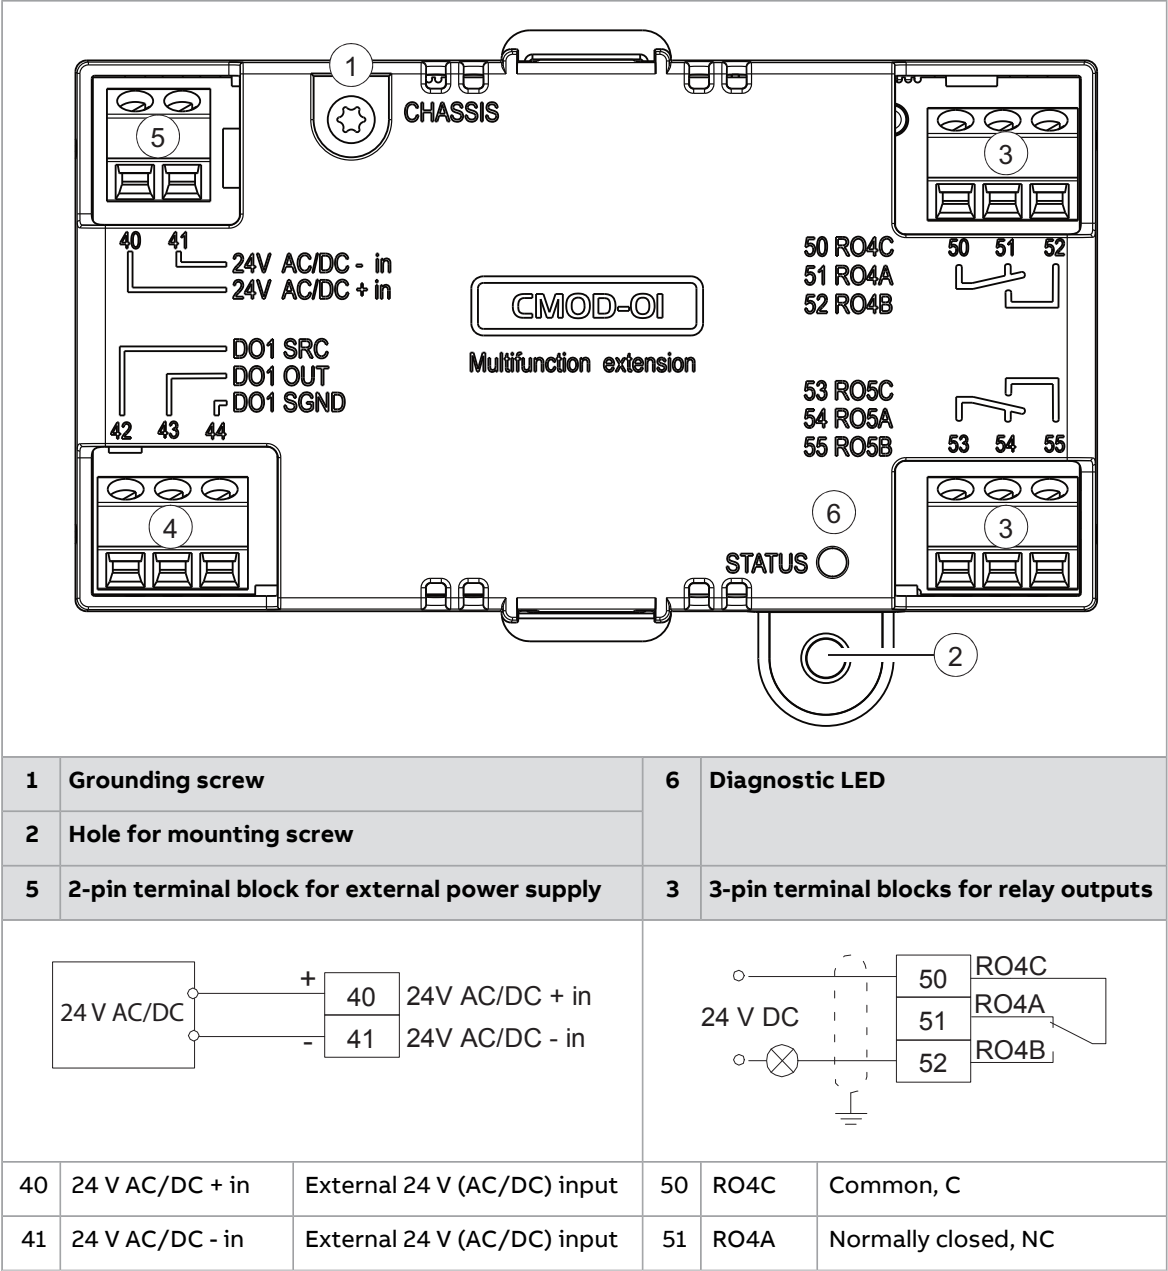 1
CHASSIS
5
3
40 41
24V AC/DC - in
24V AC/DC + in
50 RO4C
51 RO4A
52 RO4B
50 51 52
CMOD-01
Multifunction extension
DO1 SRC
DO1 OUT
DO1 SGND
42 43 44
53 RO5C
54 RO5A
55 RO5B
53 54 55
4
6
3
STATUS
2
1 Grounding screw
6 Diagnostic LED
2 Hole for mounting screw
5 2-pin terminal block for external power supply
3 3-pin terminal blocks for relay outputs
24 V AC/DC
+ 40 24V AC/DC + in
- 41 24V AC/DC - in
24 V DC
50 RO4C
51 RO4A
52 RO4B
40 24 V AC/DC + in External 24 V (AC/DC) input
50 RO4C Common, C
41 24 V AC/DC - in External 24 V (AC/DC) input
51 RO4A Normally closed, NC